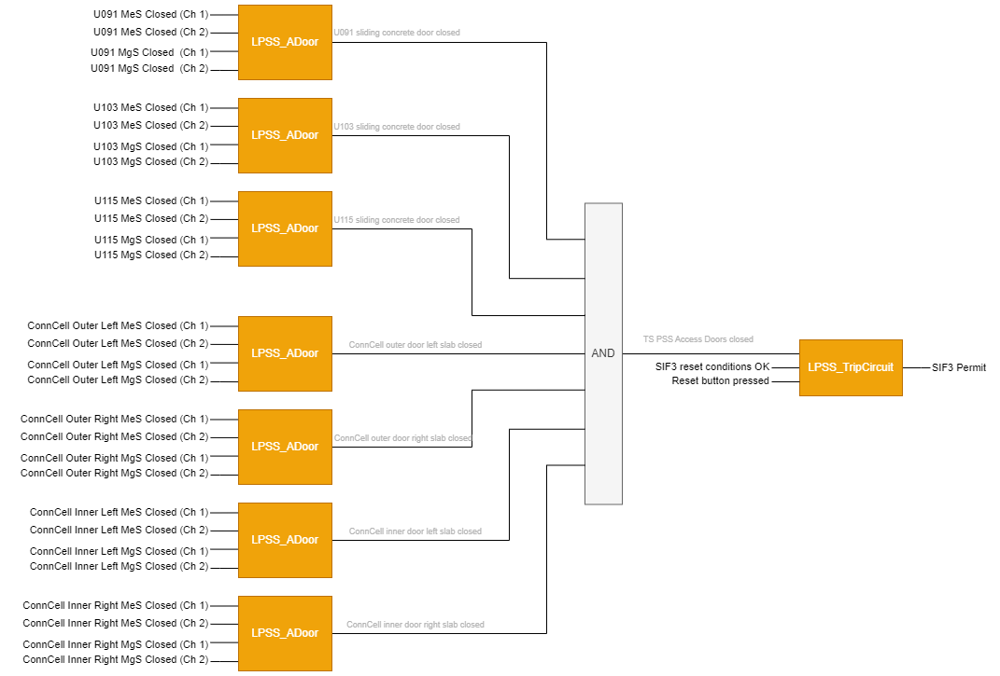 U091 MeS Closed (Ch 1)
U091 MeS Closed (Ch 2)
U091 MgS Closed (Ch 1)
U091 MgS Closed (Ch 2)
LPSS_ADoor
U091 sliding concrete door closed
U103 MeS Closed (Ch 1)
U103 MeS Closed (Ch 2)
U103 MgS Closed (Ch 1)
U103 MgS Closed (Ch 2)
LPSS_ADoor
U103 sliding concrete door closed
U115 MeS Closed (Ch 1)
U115 MeS Closed (Ch 2)
U115 MgS Closed (Ch 1)
U115 MgS Closed (Ch 2)
LPSS_ADoor
U115 sliding concrete door closed
ConnCell Outer Left MeS Closed (Ch 1)
ConnCell Outer Left MeS Closed (Ch 2)
ConnCell Outer Left MgS Closed (Ch 1)
ConnCell Outer Left MgS Closed (Ch 2)
LPSS_ADoor
ConnCell outer door left slab closed
ConnCell Outer Right MeS Closed (Ch 1)
ConnCell Outer Right MeS Closed (Ch 2)
ConnCell Outer Right MgS Closed (Ch 1)
ConnCell Outer Right MgS Closed (Ch 2)
LPSS_ADoor
ConnCell outer door right slab closed
ConnCell Inner Left MeS Closed (Ch 1)
ConnCell Inner Left MeS Closed (Ch 2)
ConnCell Inner Left MgS Closed (Ch 1)
ConnCell Inner Left MgS Closed (Ch 2)
LPSS_ADoor
ConnCell inner door left slab closed
ConnCell Inner Right MeS Closed (Ch 1)
ConnCell Inner Right MeS Closed (Ch 2)
ConnCell Inner Right MgS Closed (Ch 1)
ConnCell Inner Right MgS Closed (Ch 2)
LPSS_ADoor
ConnCell inner door right slab closed
AND
TS PSS Access Doors closed
SIF3 reset conditions OK
Reset button pressed
LPSS_TripCircuit
SIF3 Permit